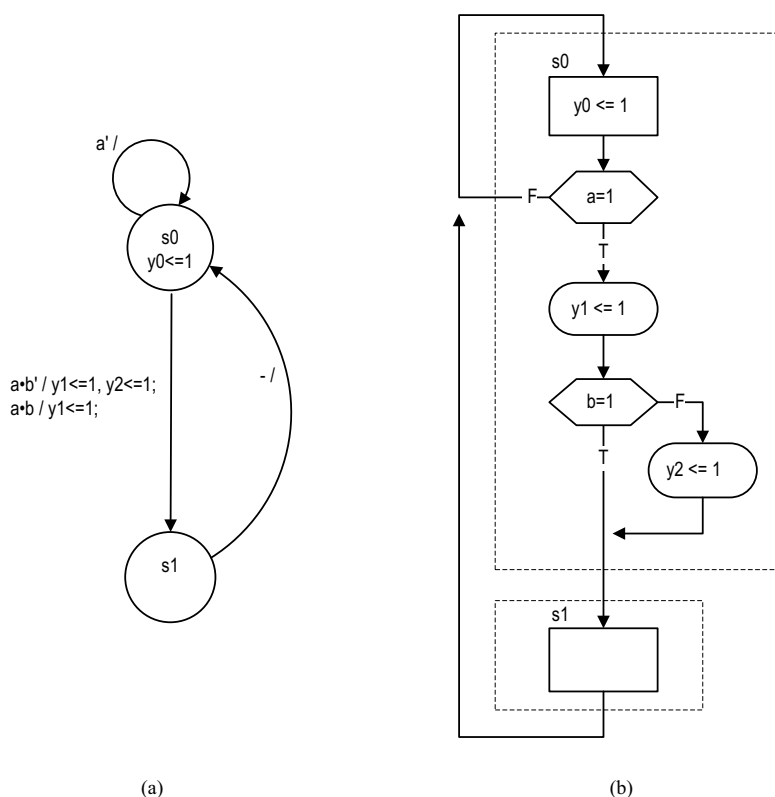 a' /
s0
y0<=1
a•b' / y1<=1, y2<=1;
a•b / y1<=1;
- /
s1
(a)
s0
y0 <= 1
F
a=1
T
y1 <= 1
b=1
F
T
y2 <= 1
s1
(b)